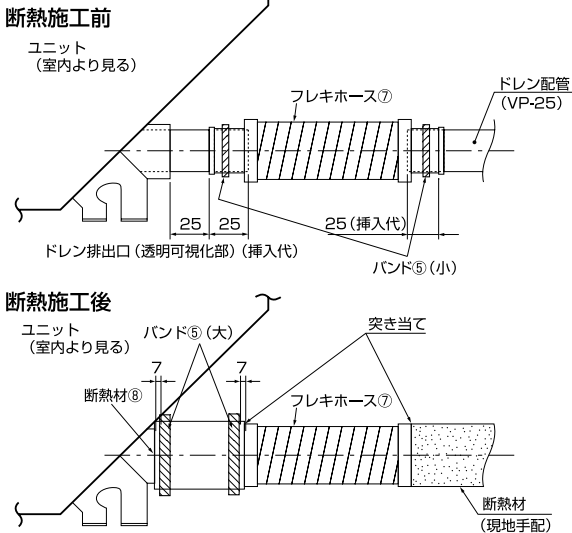 断熱施工前
ユニット
(室内より見る)
フレキホース⑦
ドレン配管
(VP-25)
25
25
25(挿入代)
ドレン排出口(透明可視化部)(挿入代)
バンド⑤(小)
断熱施工後
ユニット
(室内より見る)
バンド⑤(大)
突き当て
7
7
断熱材⑧
フレキホース⑦
断熱材
(現地手配)